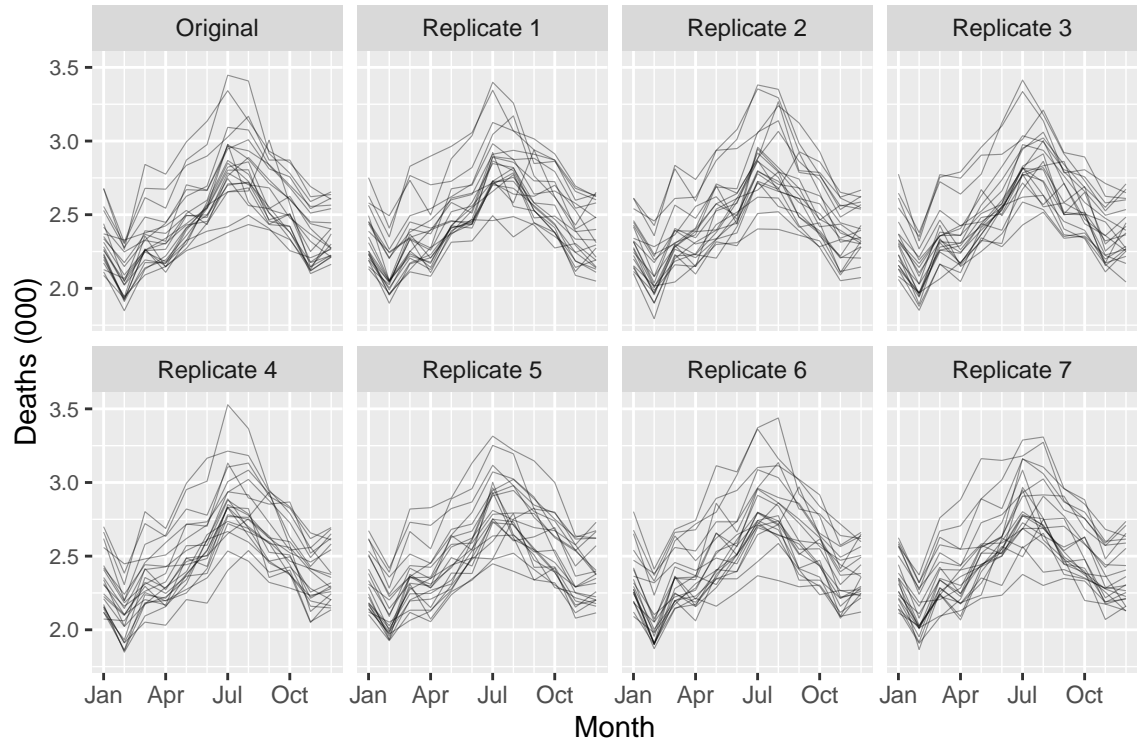 Original Replicate 1 Replicate 2 Replicate 3
3.5
3.0
2.5
2.0
Replicate 4 Replicate 5 Replicate 6 Replicate 7
3.5
3.0
2.5
2.0
Jan Apr Jul Oct Jan Apr Jul Oct Jan Apr Jul Oct Jan Apr Jul Oct
Month
Deaths (000)